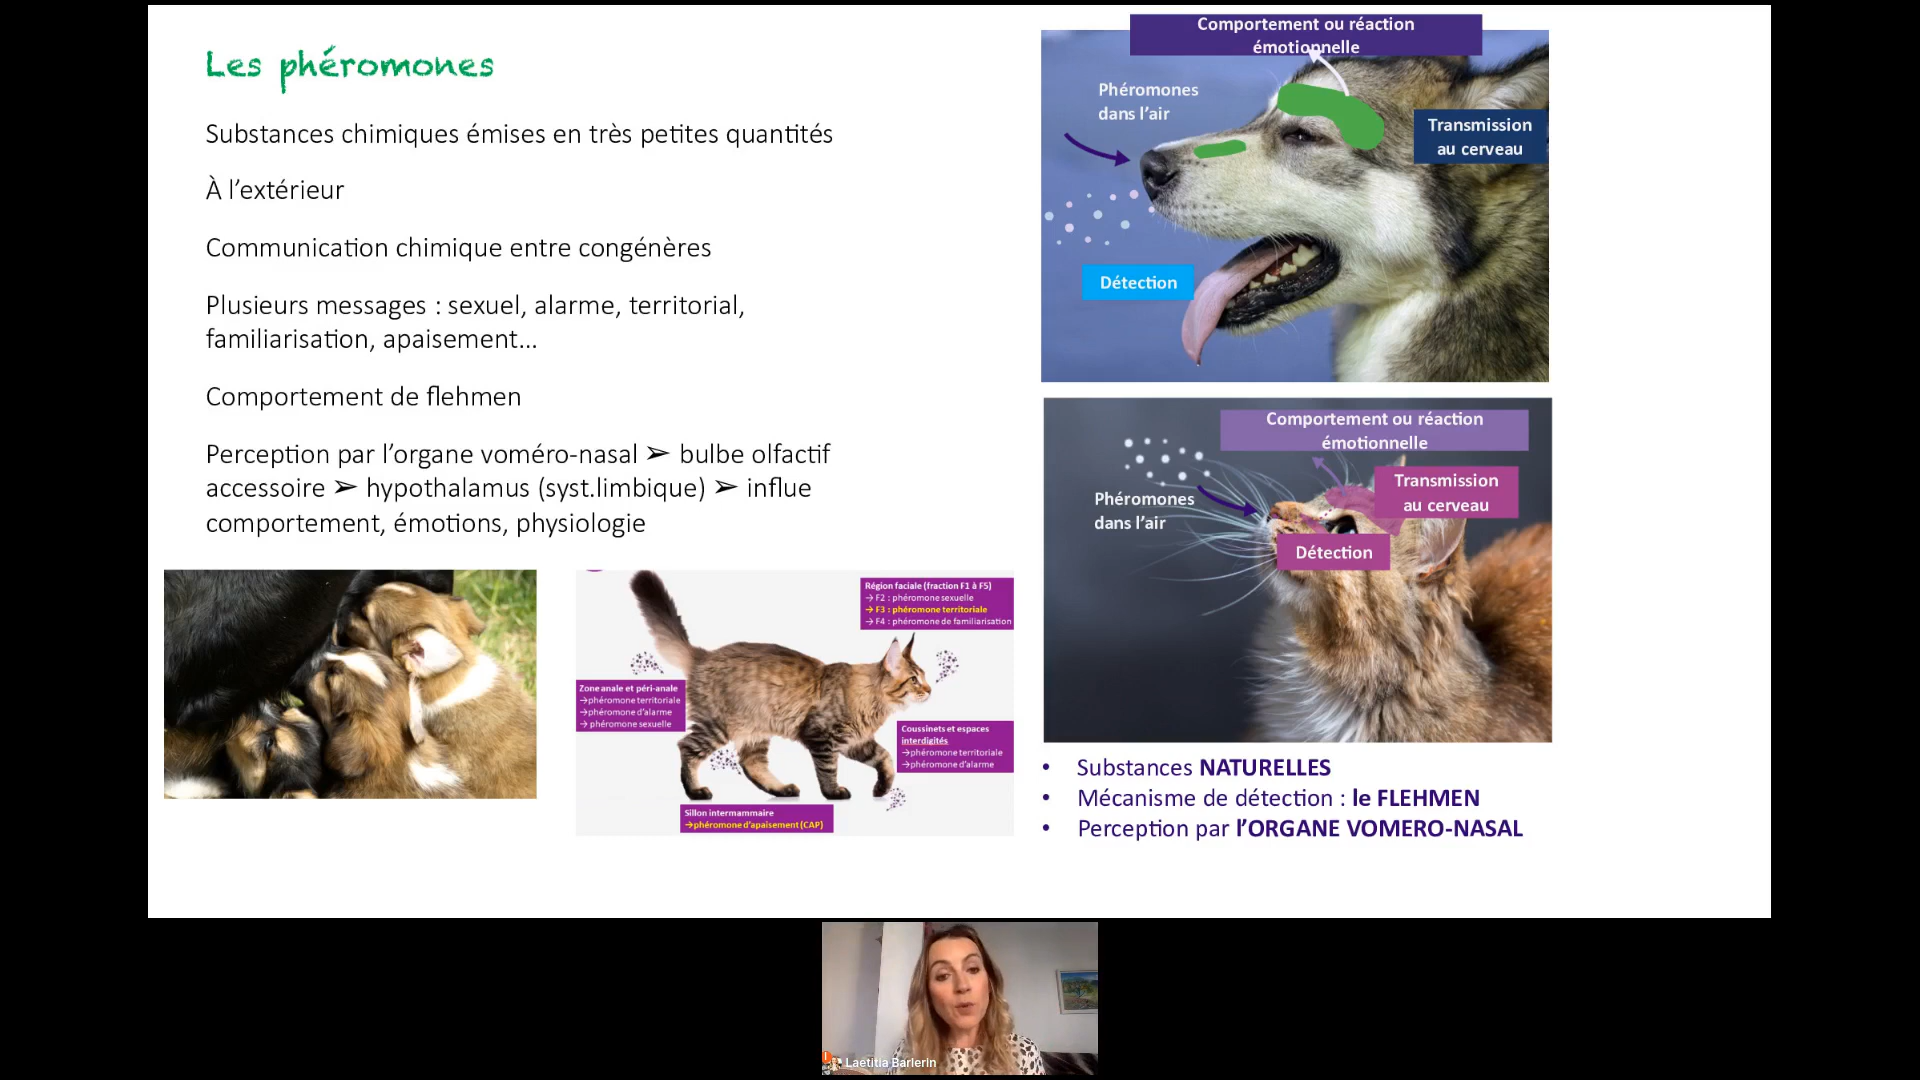 Les phéromones
Substances chimiques émises en très petites quantités
À l’extérieur
Communication chimique entre congénères
Plusieurs messages : sexuel, alarme, territorial,
familiarisation, apaisement...
Comportement de flehmen
Perception par l’organe voméro-nasal ➢ bulbe olfactif
accessoire ➢ hypothalamus (syst.limbique) ➢ influe
comportement, émotions, physiologie
Région faciale (fraction F1 à F5)
→ F2 : phéromone sexuelle
→ F3 : phéromone territoriale
→ F4 : phéromone de familiarisation
Zone anale et péri-anale
→phéromone territoriale
→phéromone d’alarme
→ phéromone sexuelle
Coussinets et espaces
interdigités
→phéromone territoriale
→phéromone d’alarme
Sillon intermammaire
→phéromone d’apaisement (CAP)
Comportement ou réaction
émotionnelle
Phéromones
dans l’air
Transmission
au cerveau
Détection
Comportement ou réaction
émotionnelle
Transmission
au cerveau
Phéromones
dans l’air
Détection
• Substances NATURELLES
• Mécanisme de détection : le FLEHMEN
• Perception par l’ORGANE VOMERO-NASAL
Laetitia Barlerin